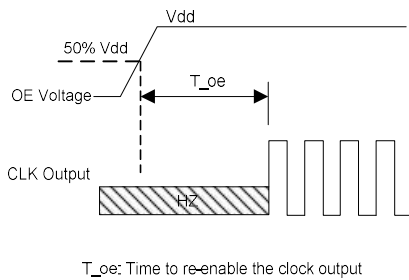 Vdd
50% Vdd
T_oe
OE Voltage
CLK Output
HZ
T_oe: Time to re-enable the clock output